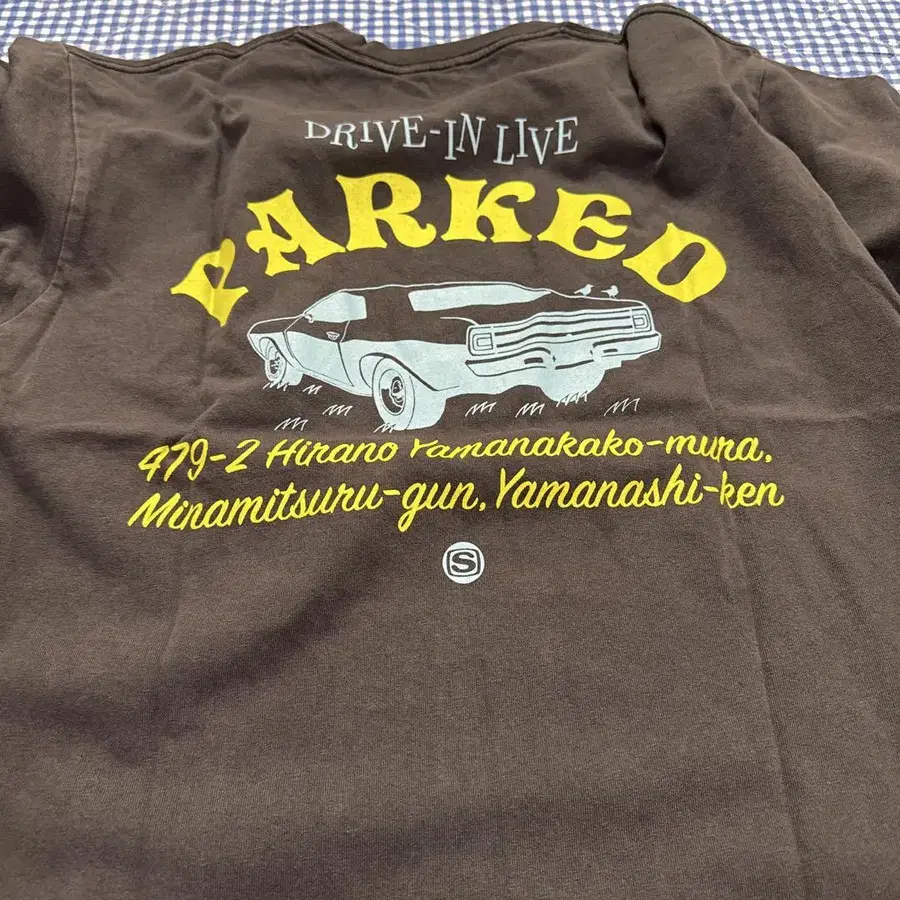 DRIVE-IN LIVE
PARKED
479-2 Hirano Yamanakako-mura,
Minamitsuru-gun, Yamanashi-ken
S